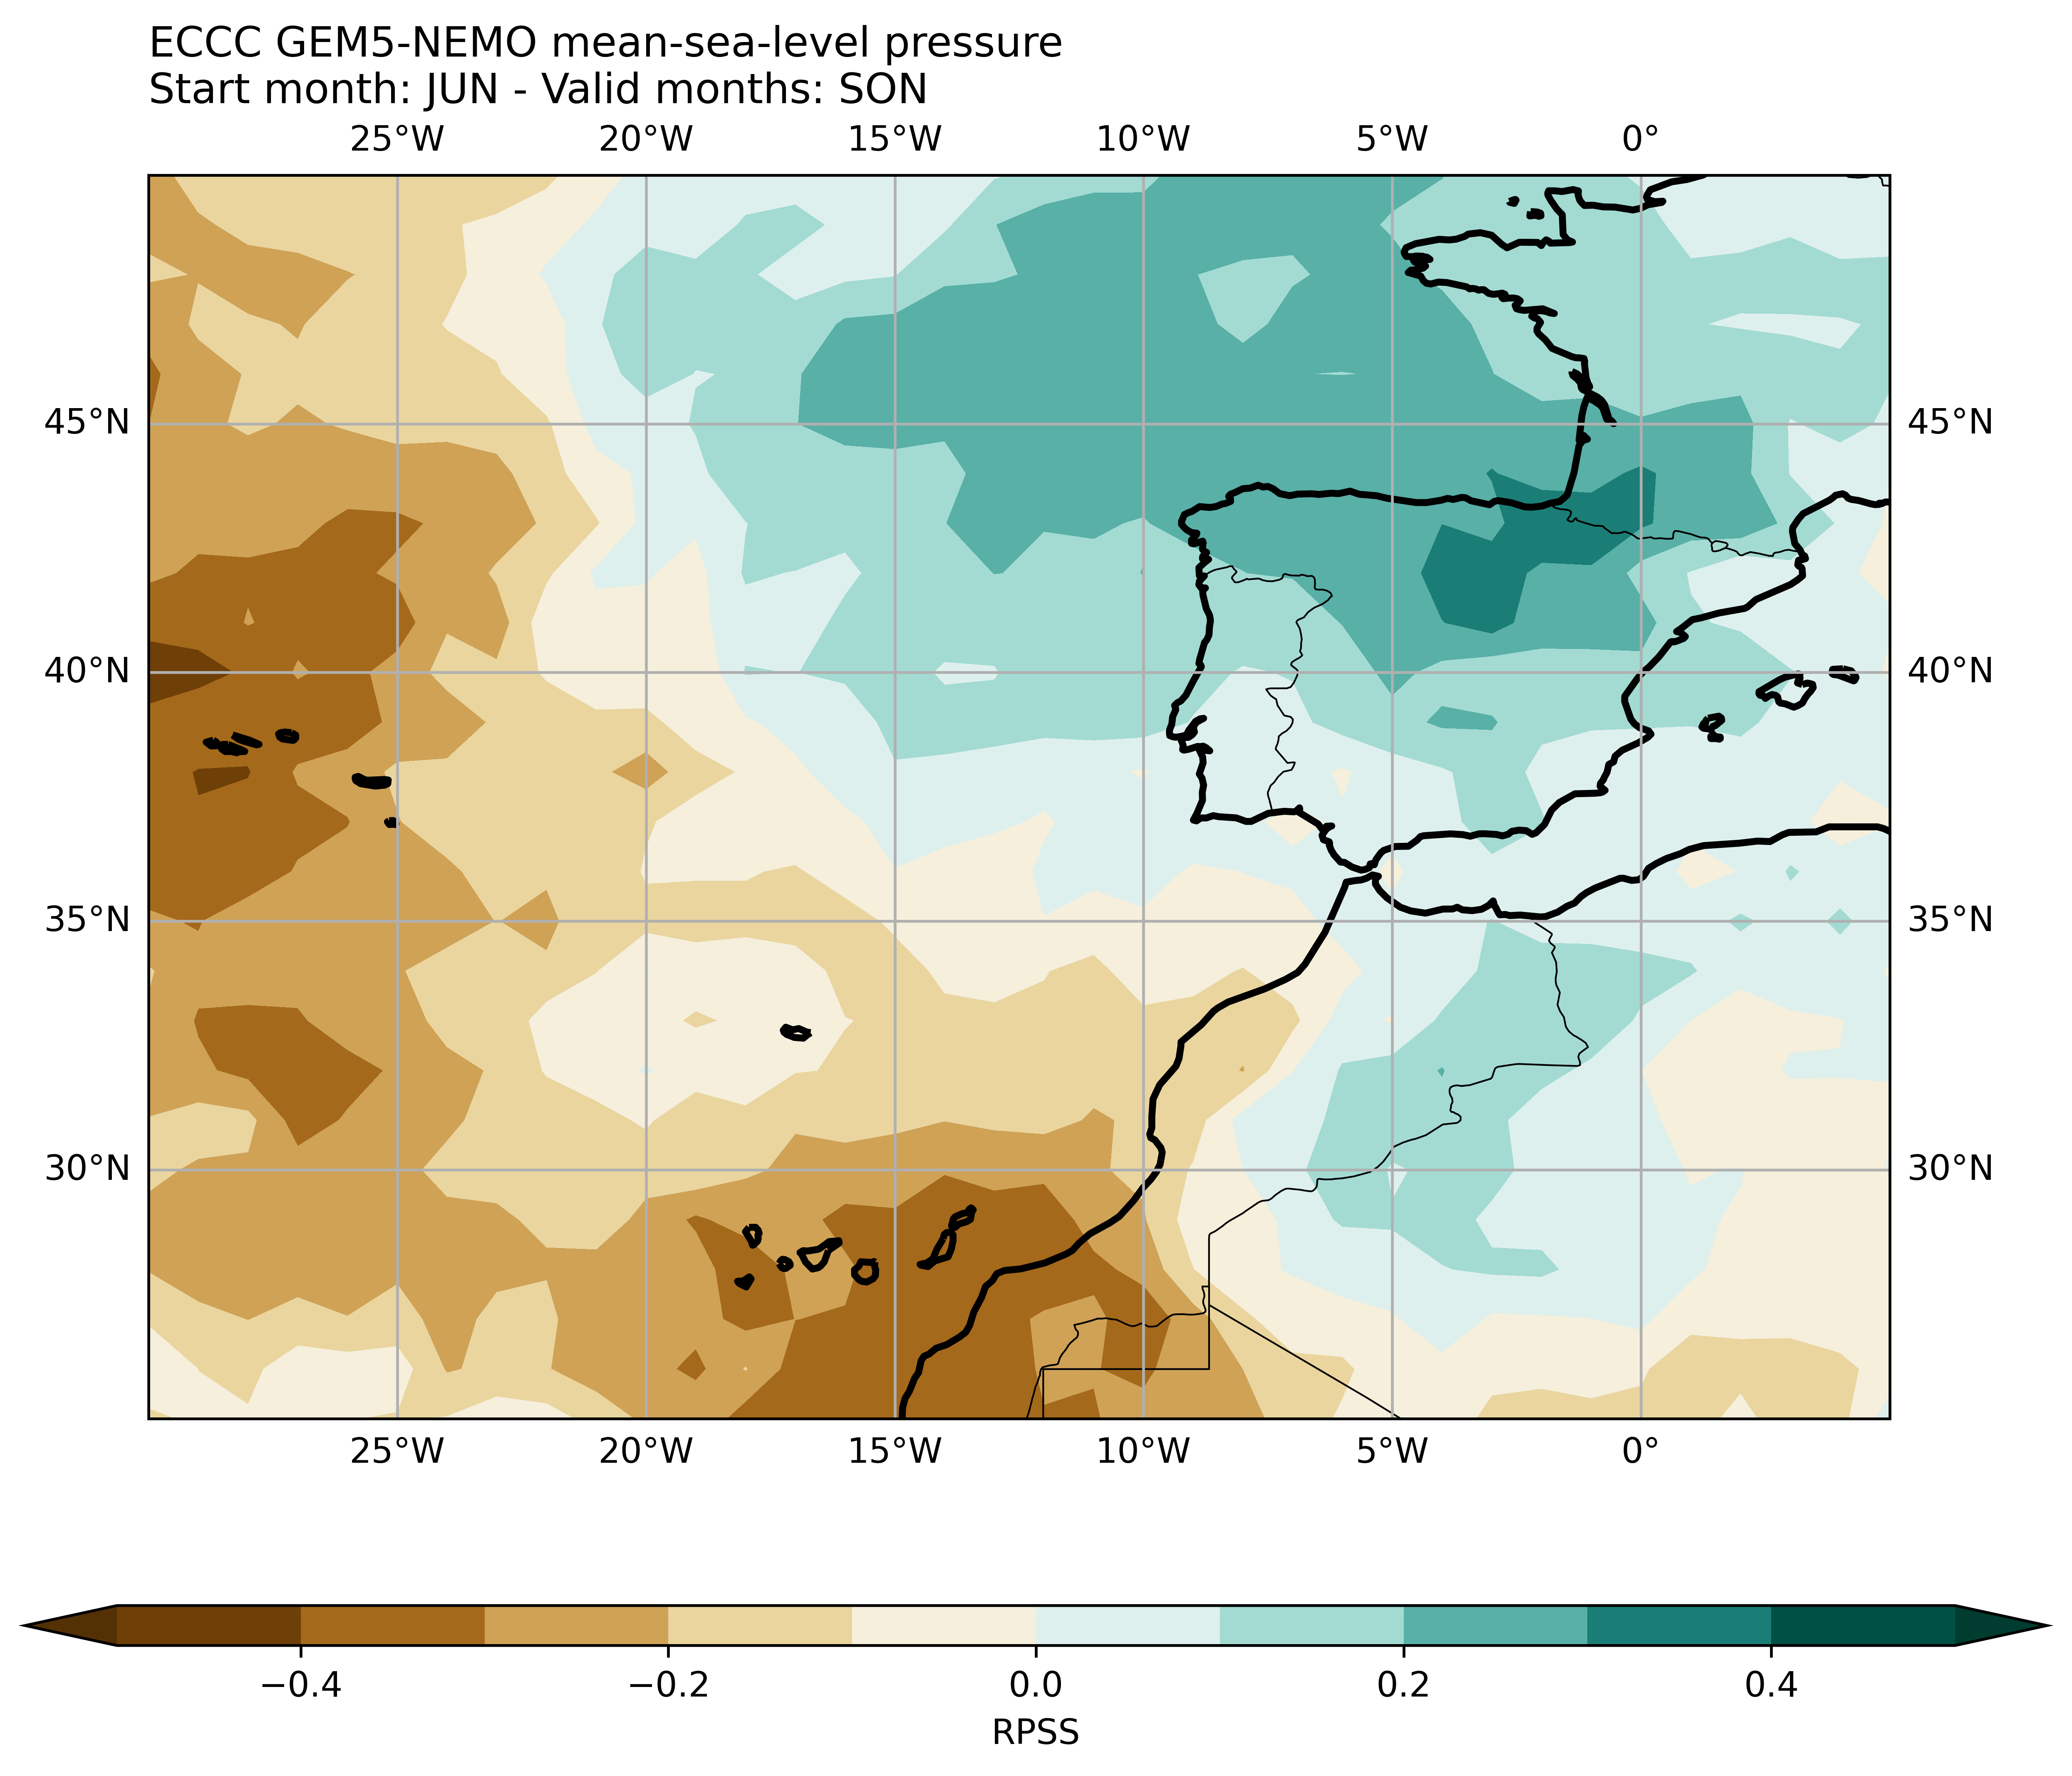 ECCC GEM5-NEMO mean-sea-level pressure
Start month: JUN - Valid months: SON
25°W 20°W 15°W 10°W 5°W 0°
45°N 45°N
40°N 40°N
35°N 35°N
30°N 30°N
25°W 20°W 15°W 10°W 5°W 0°
−0.4 −0.2 0.0 0.2 0.4
RPSS